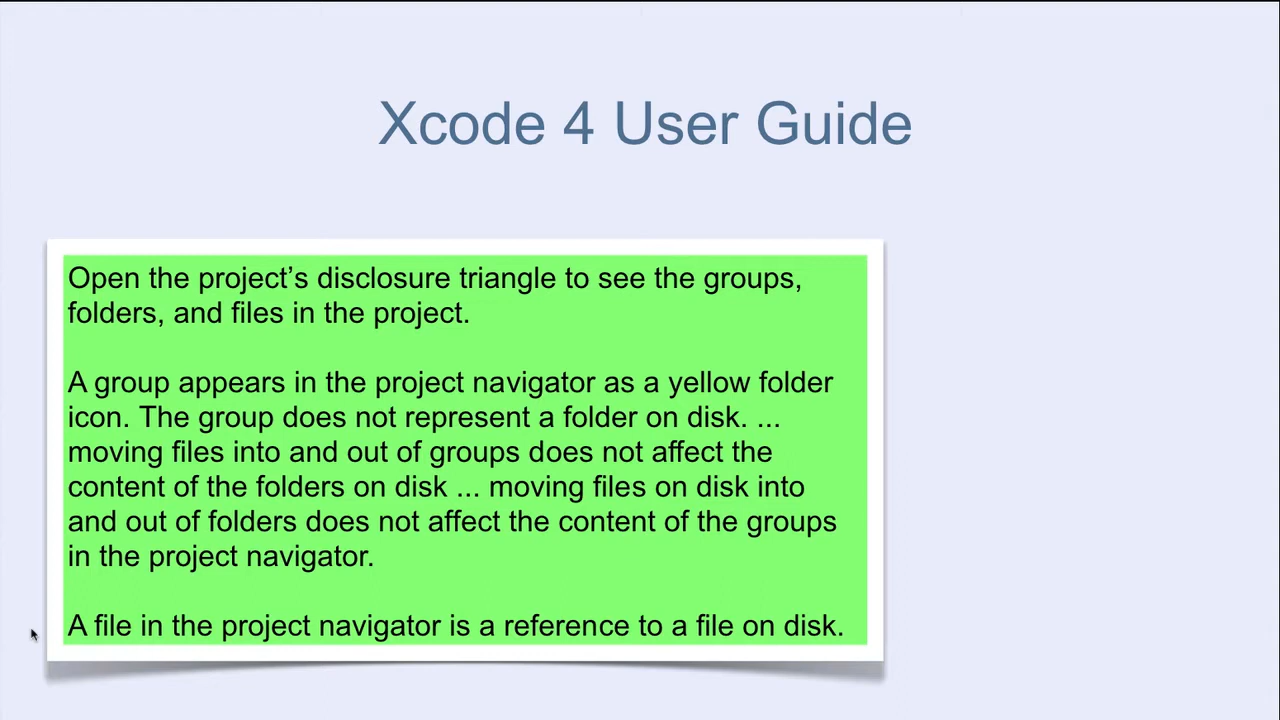 Xcode 4 User Guide
Open the project’s disclosure triangle to see the groups,
folders, and files in the project.
A group appears in the project navigator as a yellow folder
icon. The group does not represent a folder on disk. ...
moving files into and out of groups does not affect the
content of the folders on disk ... moving files on disk into
and out of folders does not affect the content of the groups
in the project navigator.
A file in the project navigator is a reference to a file on disk.